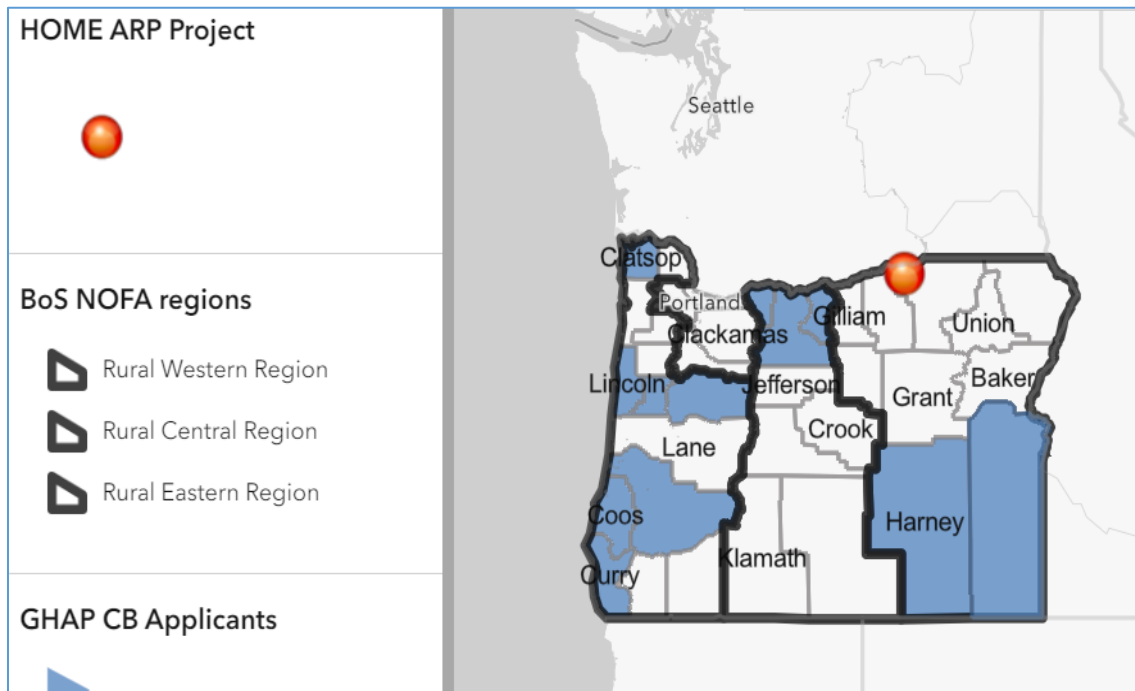 HOME ARP Project
BoS NOFA regions
Rural Western Region
Rural Central Region
Rural Eastern Region
GHAP CB Applicants
Seattle
Clatsop
Portland
Clackamas
Gilliam
Union
Lincoln
Jefferson
Baker
Grant
Crook
Lane
Coos
Harney
Klamath
Curry